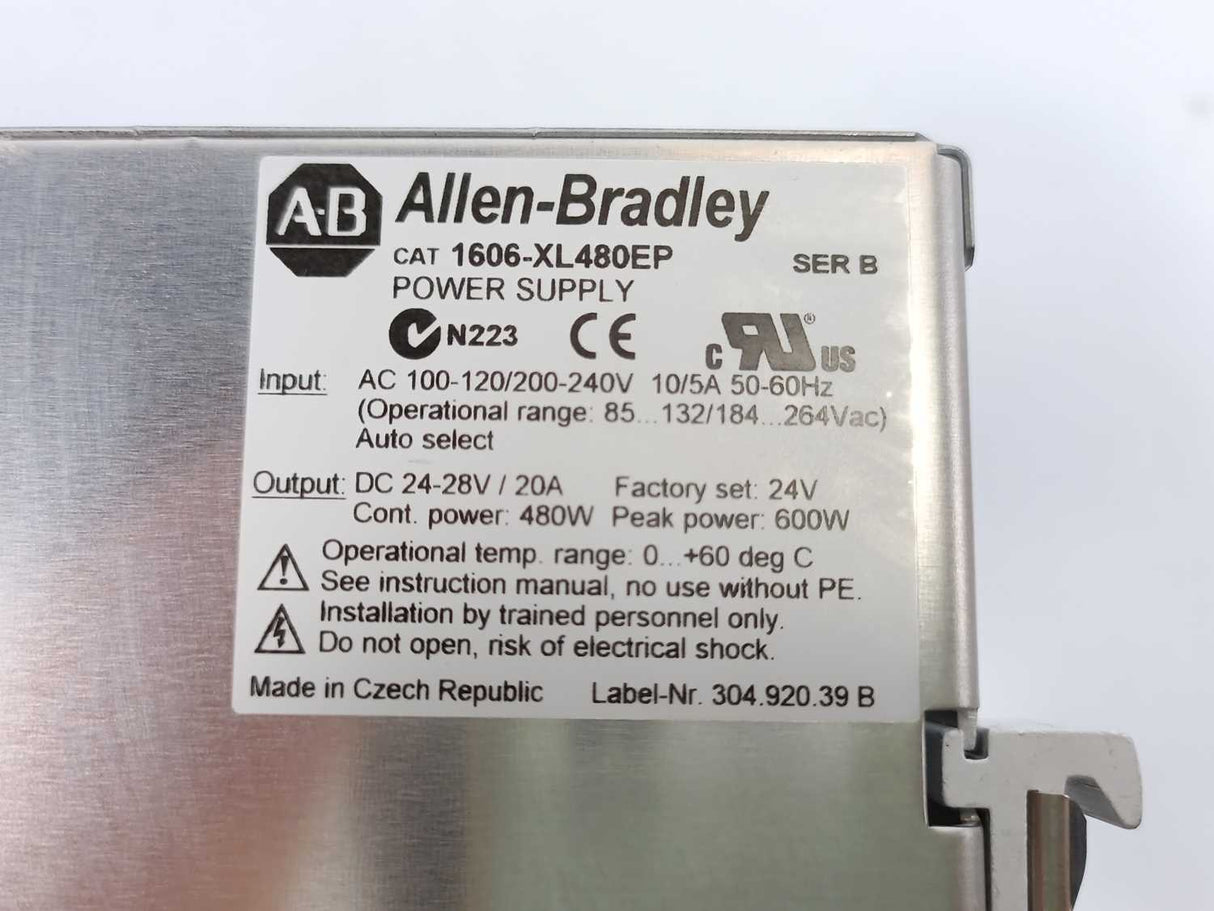 A-B Allen-Bradley
CAT 1606-XL480EP SER B
POWER SUPPLY
N223 CE c RU ® US
Input: AC 100-120/200-240V 10/5A 50-60Hz
(Operational range: 85...132/184...264Vac)
Auto select
Output: DC 24-28V / 20A Factory set: 24V
Cont. power: 480W Peak power: 600W
Operational temp. range: 0...+60 deg C
See instruction manual, no use without PE.
Installation by trained personnel only.
Do not open, risk of electrical shock.
Made in Czech Republic Label-Nr. 304.920.39 B